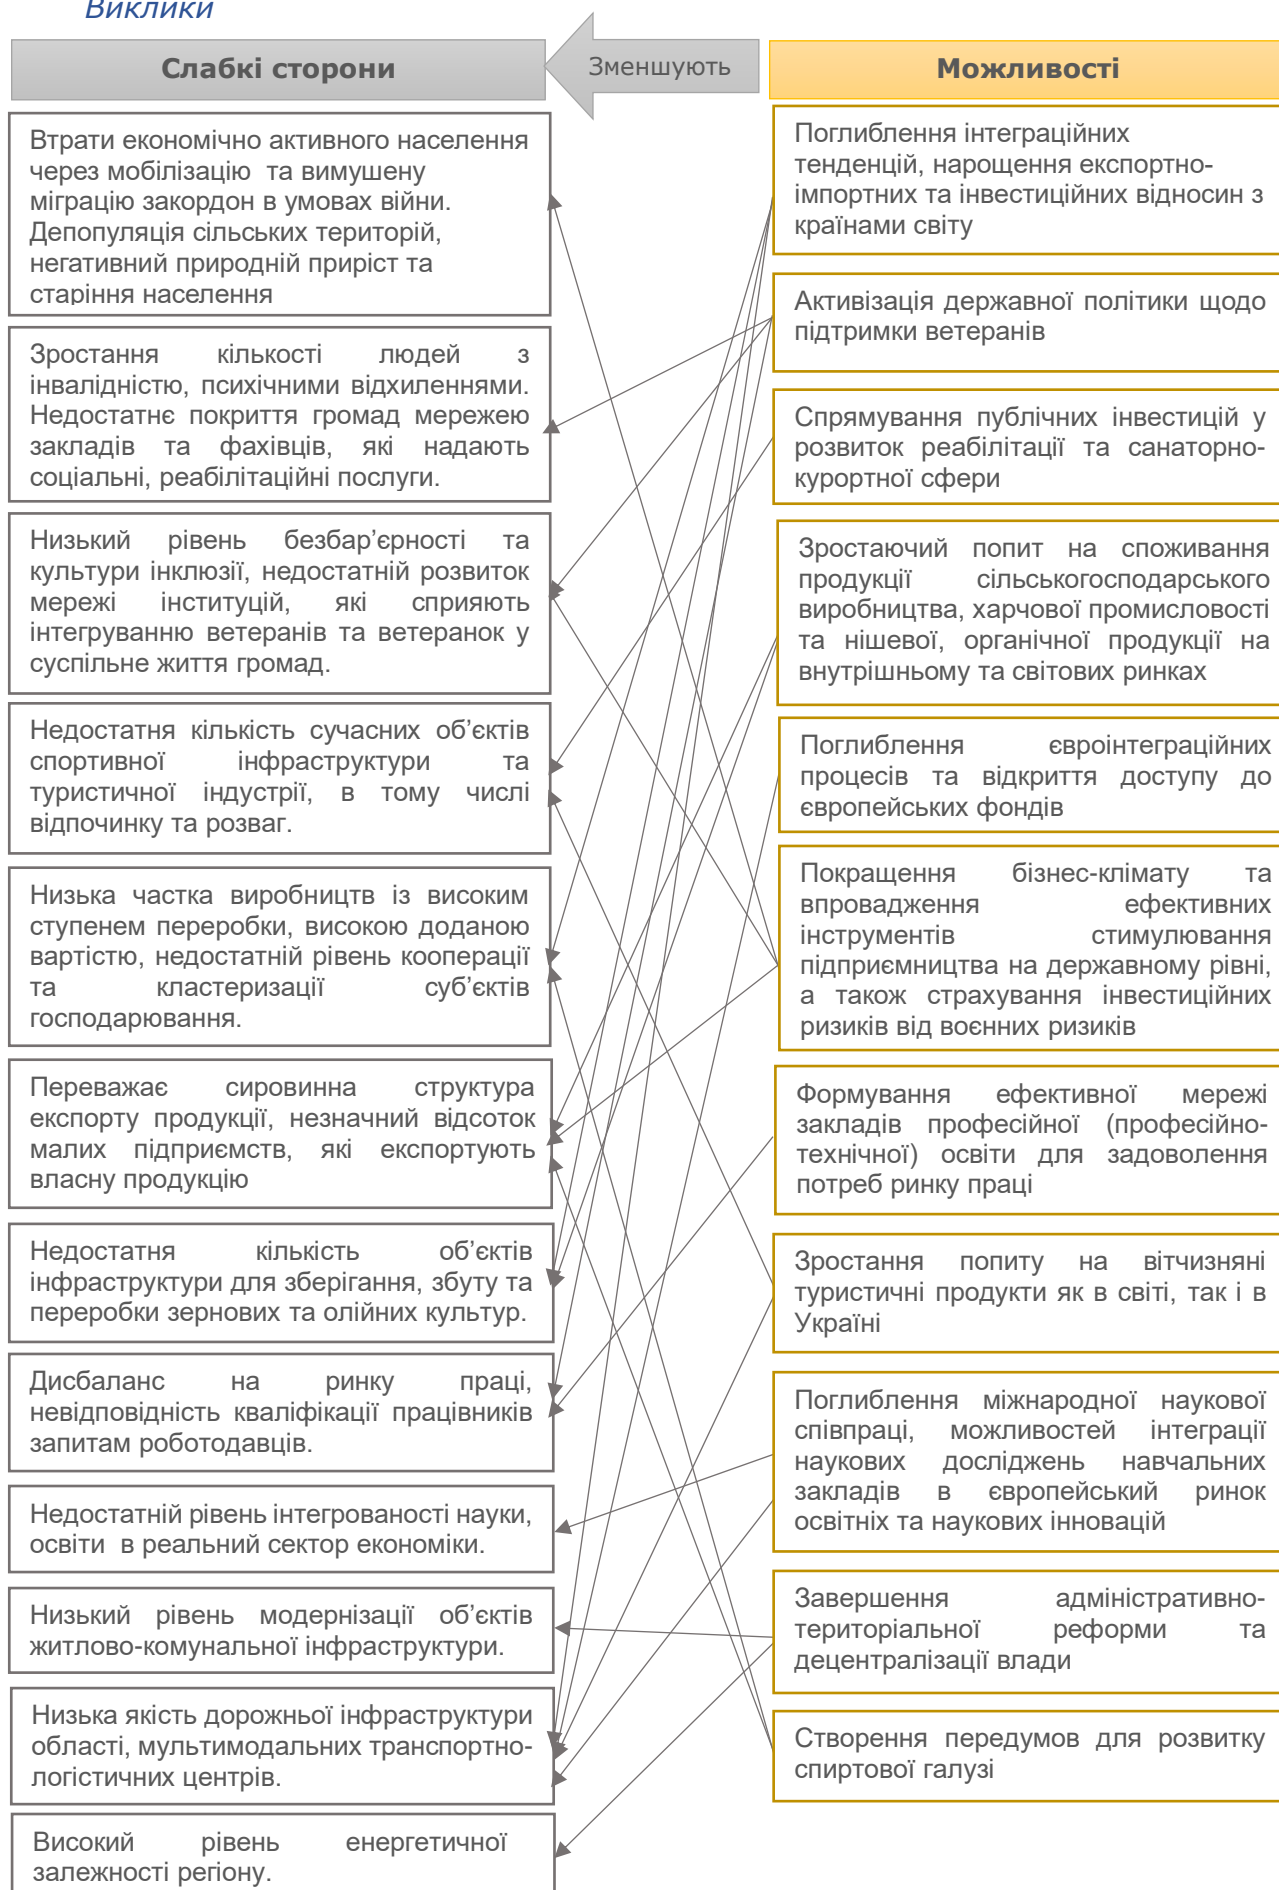 Виклики
Слабкі сторони
Зменшують
Можливості
Втрати економічно активного населення
через мобілізацію та вимушену
міграцію закордон в умовах війни.
Депопуляція сільських територій,
негативний природній приріст та
старіння населення
Зростання кількості людей з
інвалідністю, психічними відхиленнями.
Недостатнє покриття громад мережею
закладів та фахівців, які надають
соціальні, реабілітаційні послуги.
Низький рівень безбар’єрності та
культури інклюзії, недостатній розвиток
мережі інституцій, які сприяють
інтегруванню ветеранів та ветеранок у
суспільне життя громад.
Недостатня кількість сучасних об’єктів
спортивної інфраструктури та
туристичної індустрії, в тому числі
відпочинку та розваг.
Низька частка виробництв із високим
ступенем переробки, високою доданою
вартістю, недостатній рівень кооперації
та кластеризації суб’єктів
господарювання.
Переважає сировинна структура
експорту продукції, незначний відсоток
малих підприємств, які експортують
власну продукцію
Недостатня кількість об’єктів
інфраструктури для зберігання, збуту та
переробки зернових та олійних культур.
Дисбаланс на ринку праці,
невідповідність кваліфікації працівників
запитам роботодавців.
Недостатній рівень інтегрованості науки,
освіти в реальний сектор економіки.
Низький рівень модернізації об’єктів
житлово-комунальної інфраструктури.
Низька якість дорожньої інфраструктури
області, мультимодальних транспортно-
логістичних центрів.
Високий рівень енергетичної
залежності регіону.
Поглиблення інтеграційних
тенденцій, нарощення експортно-
імпортних та інвестиційних відносин з
країнами світу
Активізація державної політики щодо
підтримки ветеранів
Спрямування публічних інвестицій у
розвиток реабілітації та санаторно-
курортної сфери
Зростаючий попит на споживання
продукції сільськогосподарського
виробництва, харчової промисловості
та нішевої, органічної продукції на
внутрішньому та світових ринках
Поглиблення євроінтеграційних
процесів та відкриття доступу до
європейських фондів
Покращення бізнес-клімату та
впровадження ефективних
інструментів стимулювання
підприємництва на державному рівні,
а також страхування інвестиційних
ризиків від воєнних ризиків
Формування ефективної мережі
закладів професійної (професійно-
технічної) освіти для задоволення
потреб ринку праці
Зростання попиту на вітчизняні
туристичні продукти як в світі, так і в
Україні
Поглиблення міжнародної наукової
співпраці, можливостей інтеграції
наукових досліджень навчальних
закладів в європейський ринок
освітніх та наукових інновацій
Завершення адміністративно-
територіальної реформи та
децентралізації влади
Створення передумов для розвитку
спиртової галузі